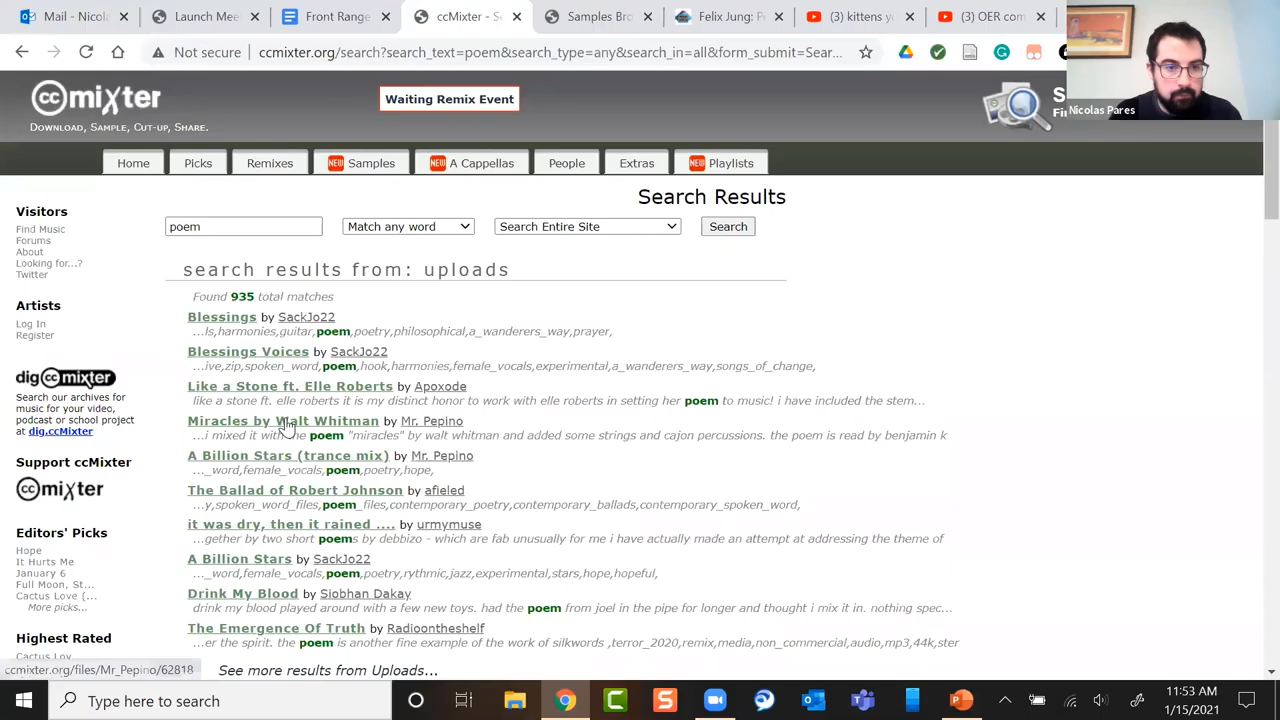 Mail - Nicola
Launch Mee
Front Rang
ccMixter - S
Samples Bro
Felix Jung: P
(3) kittens yo
(3) OER com
Not secure
ccmixter.org/search?search_text=poem&search_type=any&search_in=all&form_submit=Sear...
Nicolas Pares
ccmixter
Waiting Remix Event
S
Fi
Download, Sample, Cut-up, Share.
Home
Picks
Remixes
NEW Samples
NEW A Cappellas
People
Extras
NEW Playlists
Search Results
Visitors
Find Music
Forums
About
Looking for...?
Twitter
Artists
Log In
Register
dig ccmixter
Search our archives for
music for your video,
podcast or school project
at dig.ccMixter
Support ccMixter
ccmixter
Editors' Picks
Hope
It Hurts Me
January 6
Full Moon, St...
Cactus Love {...
More picks...
Highest Rated
Cactus Lov
poem
Match any word
Search Entire Site
Search
search results from: uploads
Found 935 total matches
Blessings by SackJo22
...ls,harmonies,guitar,poem,poetry,philosophical,a_wanderers_way,prayer,
Blessings Voices by SackJo22
...ive,zip,spoken_word,poem,hook,harmonies,female_vocals,experimental,a_wanderers_way,songs_of_change,
Like a Stone ft. Elle Roberts by Apoxode
like a stone ft. elle roberts it is my distinct honor to work with elle roberts in setting her poem to music! i have included the stem...
Miracles by Walt Whitman by Mr. Pepino
...i mixed it with the poem "miracles" by walt whitman and added some strings and cajon percussions. the poem is read by benjamin k
A Billion Stars (trance mix) by Mr. Pepino
..._word,female_vocals,poem,poetry,hope,
The Ballad of Robert Johnson by afieled
...y,spoken_word_files,poem_files,contemporary_poetry,contemporary_ballads,contemporary_spoken_word,
it was dry, then it rained .... by urmymuse
...gether by two short poems by debbizo - which are fab unusually for me i have actually made an attempt at addressing the theme of
A Billion Stars by SackJo22
..._word,female_vocals,poem,poetry,rythmic,jazz,experimental,stars,hope,hopeful,
Drink My Blood by Siobhan Dakay
drink my blood played around with a few new toys. had the poem from joel in the pipe for longer and thought i mix it in. nothing spec...
The Emergence Of Truth by Radioontheshelf
...er the spirit. the poem is another fine example of the work of silkwords ,terror_2020,remix,media,non_commercial,audio,mp3,44k,ster
See more results from Uploads...
ccmixter.org/files/Mr_Pepino/62818
Type here to search
11:53 AM
1/15/2021